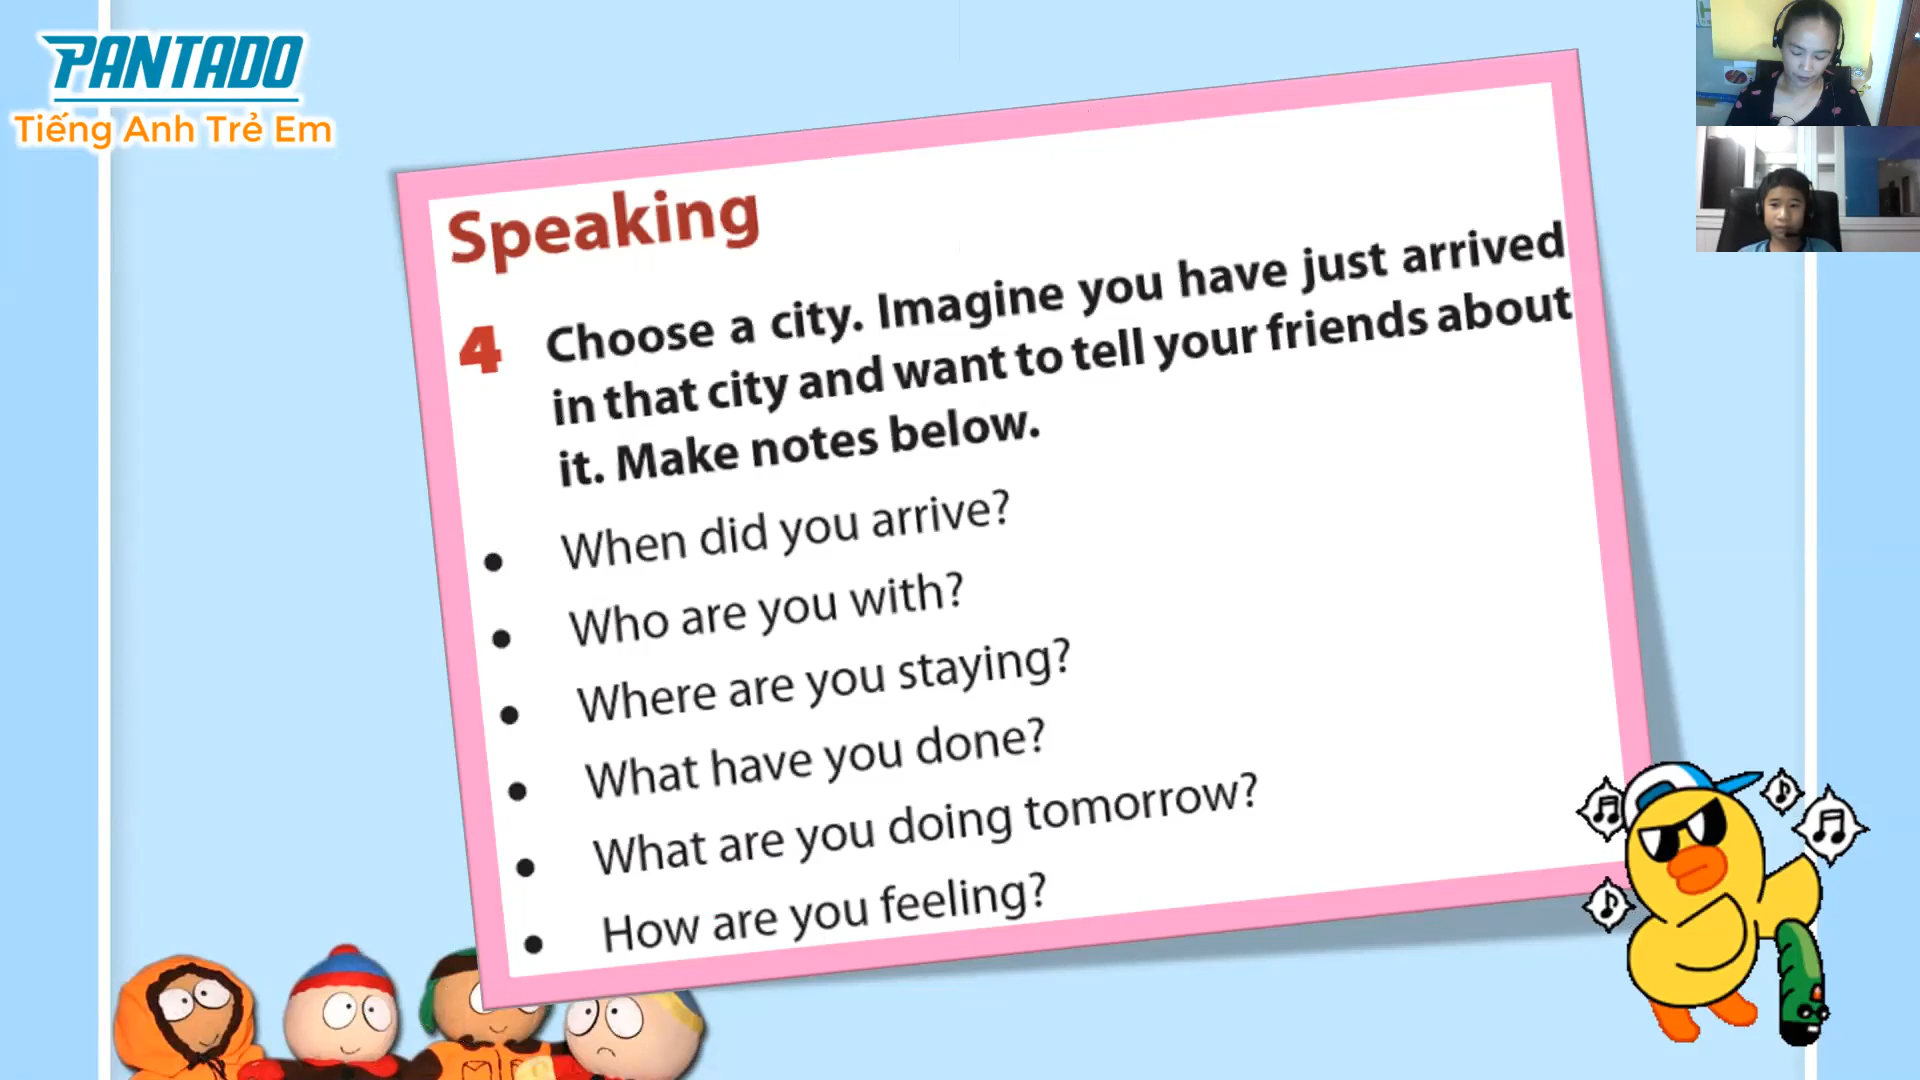 PANTADO
Tiếng Anh Trẻ Em
Speaking
4 Choose a city. Imagine you have just arrived
in that city and want to tell your friends about
it. Make notes below.
• When did you arrive?
• Who are you with?
• Where are you staying?
• What have you done?
• What are you doing tomorrow?
• How are you feeling?